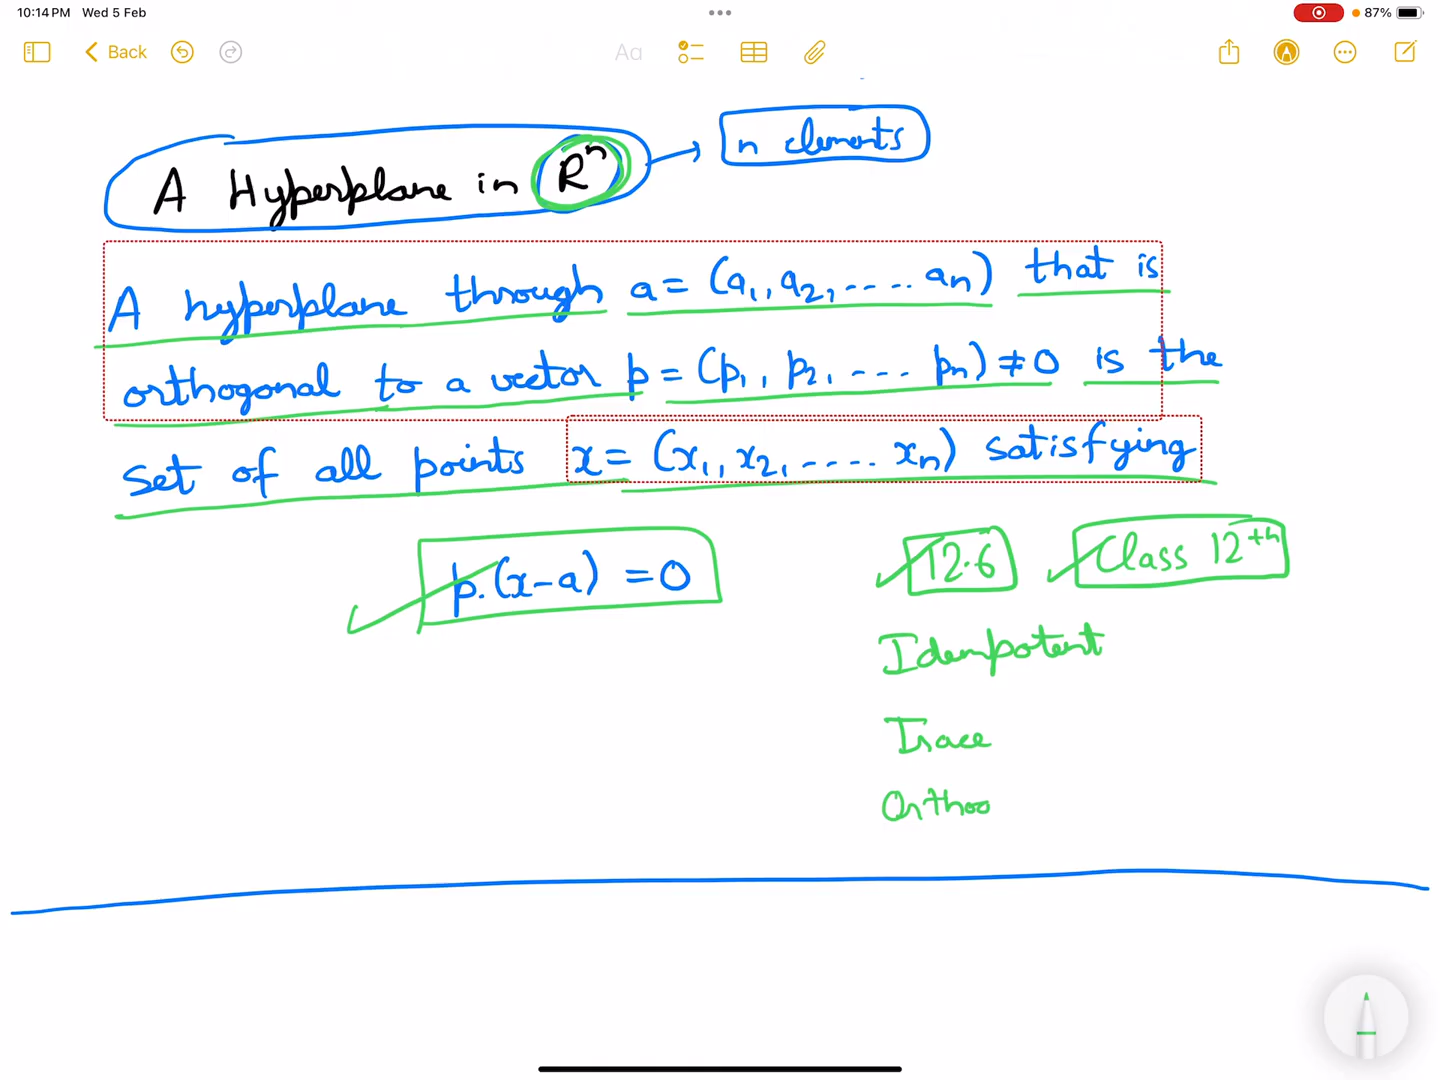 10:14 PM Wed 5 Feb
87%
Back
Aa
n elements
A Hyperplane in Rⁿ
A hyperplane through a = (a₁, a₂, .... aₙ) that is
orthogonal to a vector p = (p₁, p₂, .... pₙ) ≠ 0 is the
set of all points x = (x₁, x₂, ..... xₙ) satisfying
p.(x-a) = 0
12.6
Class 12th
Idempotent
Trace
Orthoo